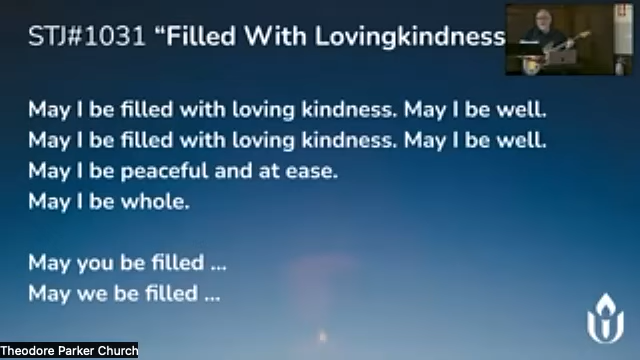 STJ#1031 “Filled With Lovingkindness
May I be filled with loving kindness. May I be well.
May I be filled with loving kindness. May I be well.
May I be peaceful and at ease.
May I be whole.
May you be filled ...
May we be filled ...
Theodore Parker Church